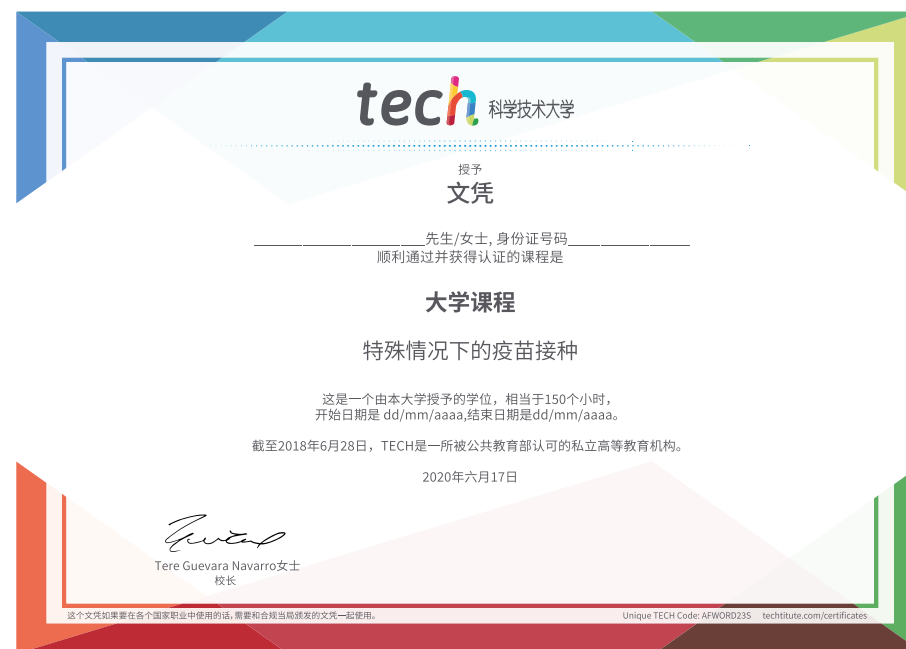 tech 科学技术大学
授予
文凭
先生/女士, 身份证号码
顺利通过并获得认证的课程是
大学课程
特殊情况下的疫苗接种
这是一个由本大学授予的学位，相当于150个小时，
开始日期是 dd/mm/aaaa,结束日期是dd/mm/aaaa。
截至2018年6月28日，TECH是一所被公共教育部认可的私立高等教育机构。
2020年六月17日
Tere Guevara Navarro女士
校长
这个文凭如果要在各个国家职业中使用的话，需要和合规当局颁发的文凭一起使用。
Unique TECH Code: AFWORD23S techtitute.com/certificates